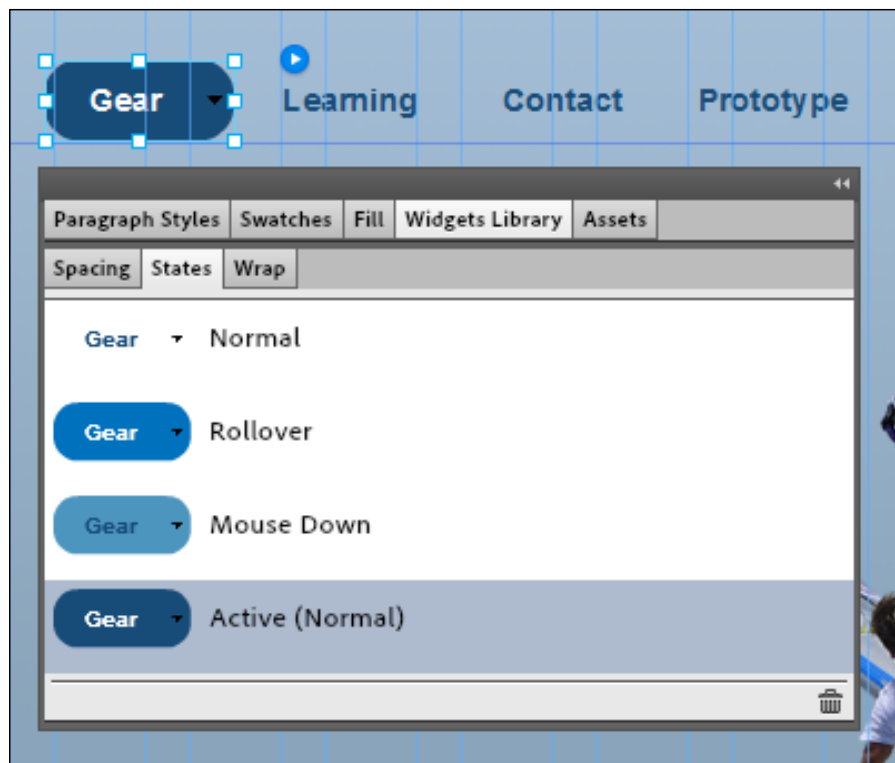 Gear Learning Contact Prototype
Paragraph Styles Swatches Fill Widgets Library Assets
Spacing States Wrap
Gear Normal
Gear Rollover
Gear Mouse Down
Gear Active (Normal)